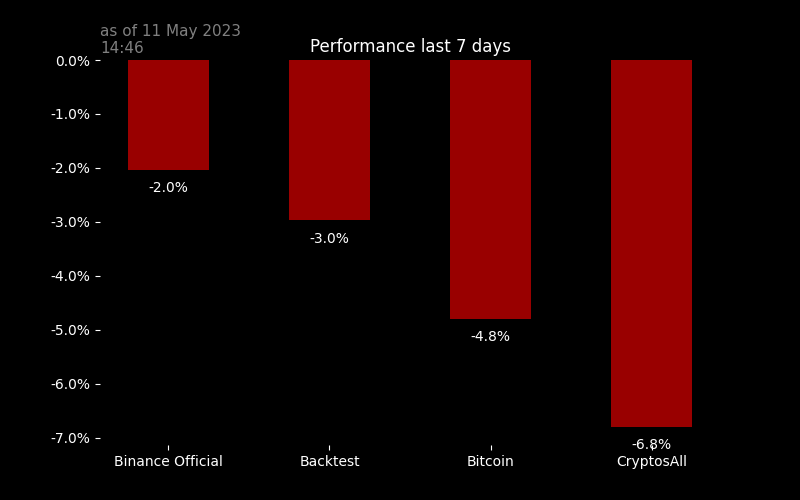 as of 11 May 2023
14:46
Performance last 7 days
0.0%
-1.0%
-2.0%
-3.0%
-4.0%
-5.0%
-6.0%
-7.0%
-2.0%
-3.0%
-4.8%
-6.8%
Binance Official
Backtest
Bitcoin
CryptosAll